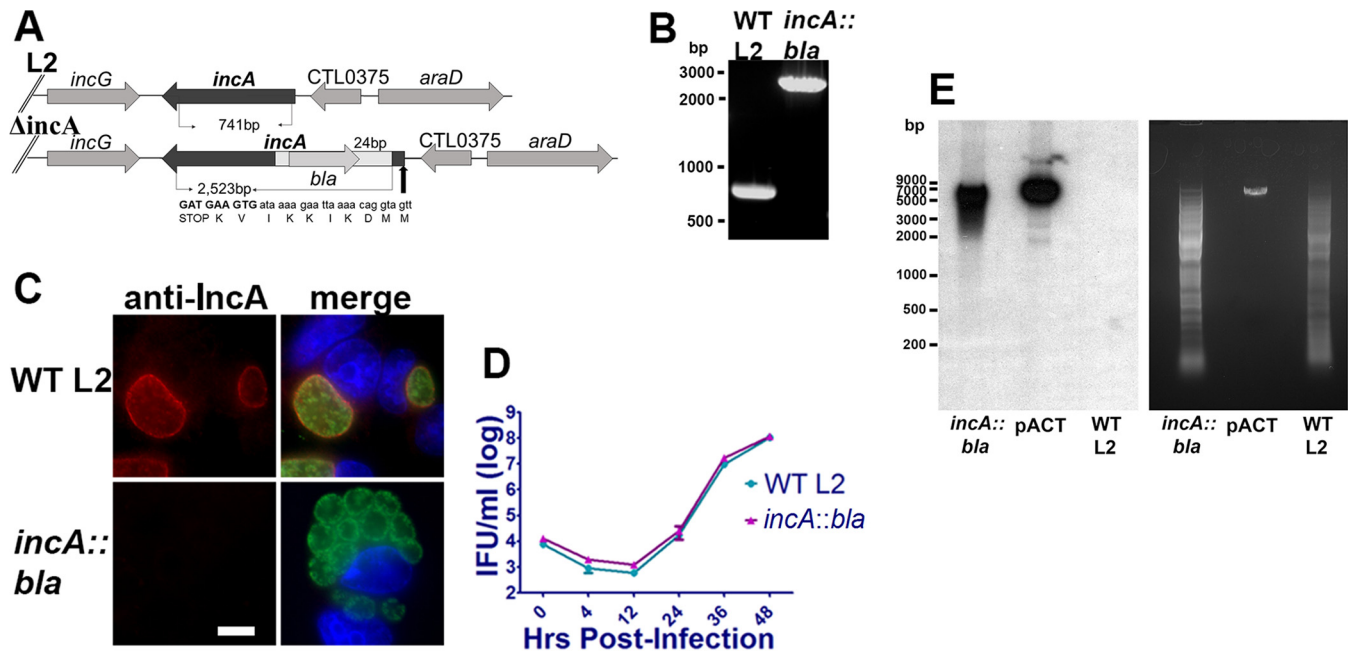 A
L2
incG incA CTL0375 araD
741bp
ΔincA
incG incA 24bp CTL0375 araD
bla
2,523bp
GAT GAA GTG ata aaa gaa tta aaa cag gta gtt
STOP K V I K K I K D M M
B
WT incA::
L2 bla
bp
3000
2000
1000
500
C
anti-IncA merge
WT L2
incA::
bla
D
IFU/ml (log)
9
8
7
6
5
4
3
2
0 4 12 24 36 48
Hrs Post-Infection
WT L2
incA::bla
E
bp
9000
7000
5000
3000
2000
1000
500
200
incA:: pACT WT incA:: pACT WT
bla L2 bla L2